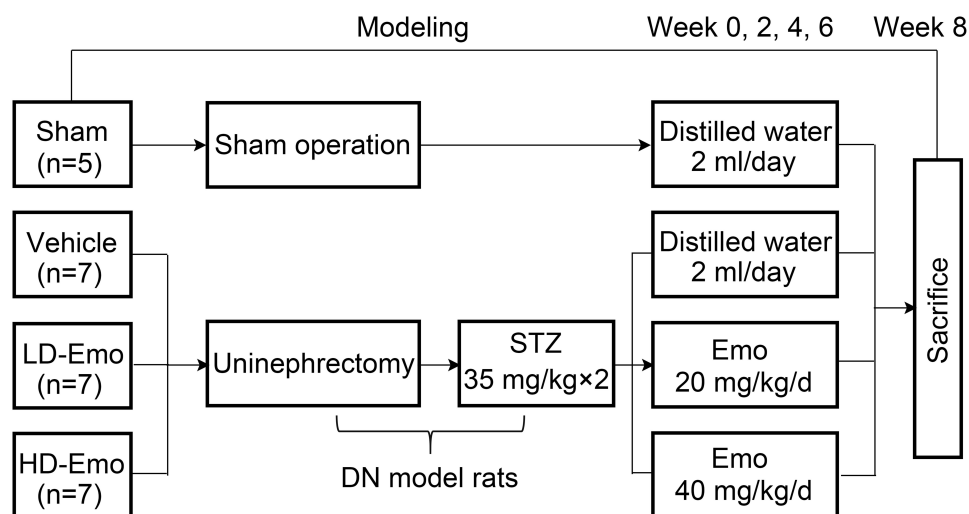 Modeling
Week 0, 2, 4, 6
Week 8
Sham
(n=5)
Sham operation
Distilled water
2 ml/day
Vehicle
(n=7)
Distilled water
2 ml/day
LD-Emo
(n=7)
Uninephrectomy
STZ
35 mg/kg×2
Emo
20 mg/kg/d
HD-Emo
(n=7)
DN model rats
Emo
40 mg/kg/d
Sacrifice